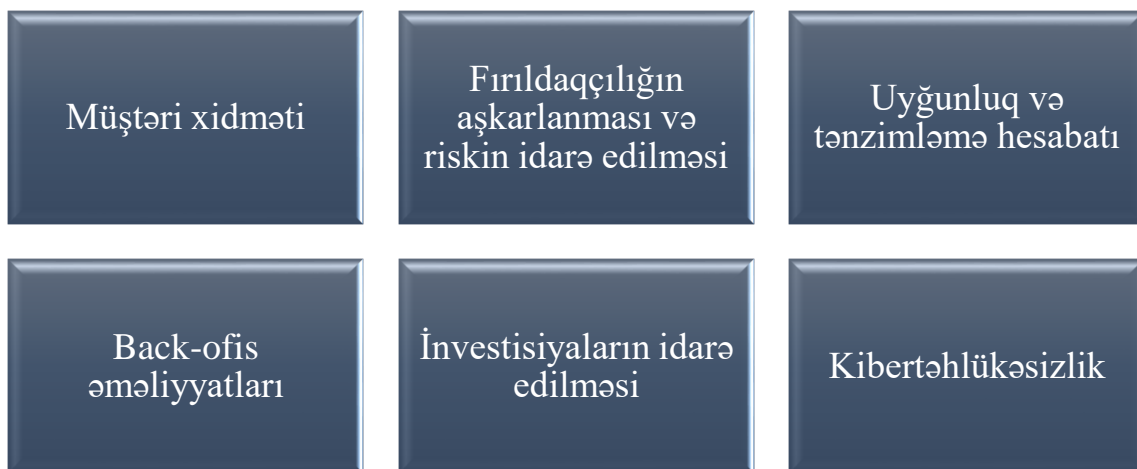 Müştəri xidməti
Fırıldaqçılığın
aşkarlanması və
riskin idarə edilməsi
Uyğunluq və
tənzimləmə hesabatı
Back-ofis
əməliyyatları
İnvestisiyaların idarə
edilməsi
Kibertəhlükəsizlik